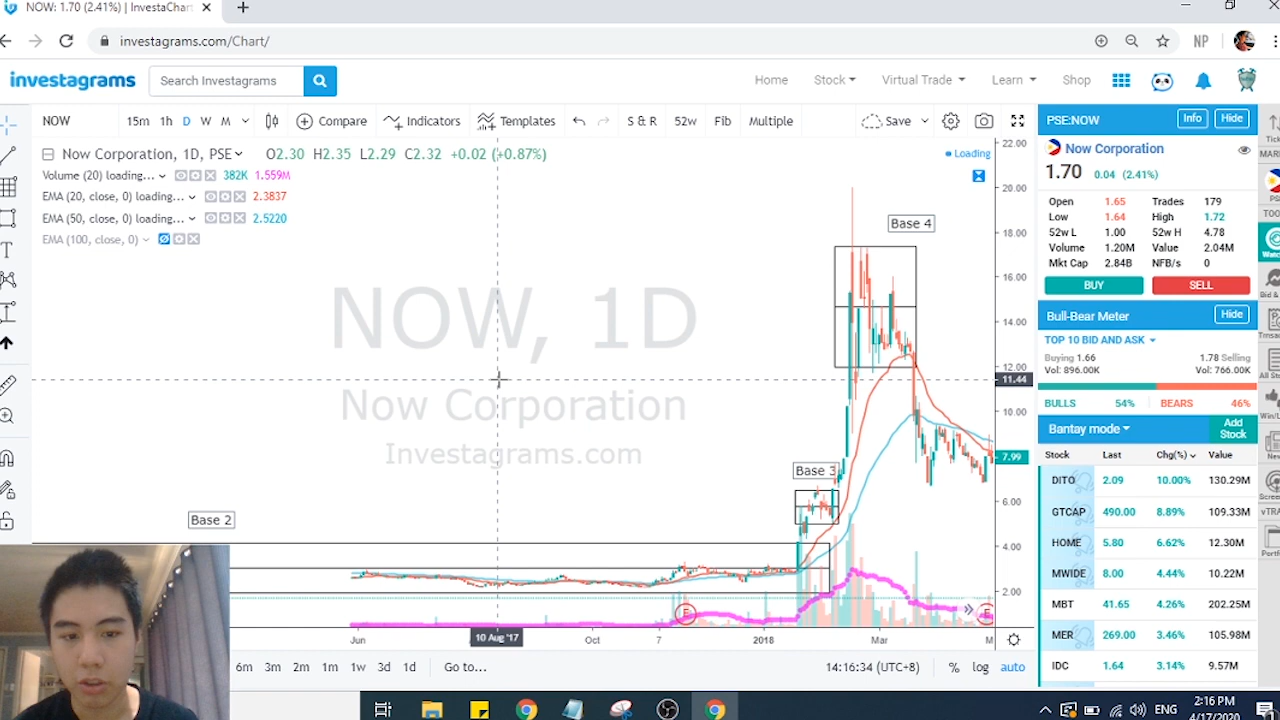 NOW: 1.70 (2.41%) | InvestaChar
investagrams.com/Chart/
NP
investagrams
Search Investagrams
Home
Stock
Virtual Trade
Learn
Shop
NOW
15m 1h D W M
Compare
Indicators
Templates
S & R
52w
Fib
Multiple
Save
Now Corporation, 1D, PSE
O2.30 H2.35 L2.29 C2.32 +0.02 (+0.87%)
Loading
Volume (20) loading... 382K 1.559M
EMA (20, close, 0) loading... 2.3837
EMA (50, close, 0) loading... 2.5220
EMA (100, close, 0)
NOW, 1D
Now Corporation
Investagrams.com
Base 2
Base 3
Base 4
22.00
20.00
18.00
16.00
14.00
12.00
11.44
10.00
7.99
6.00
4.00
2.00
E
E
Jun
10 Aug '17
Oct
7
2018
Mar
M
6m 3m 2m 1m 1w 3d 1d Go to...
14:16:34 (UTC+8) % log auto
PSE:NOW Info Hide
Now Corporation
1.70 0.04 (2.41%)
Open 1.65 Trades 179
Low 1.64 High 1.72
52w L 1.00 52w H 4.78
Volume 1.20M Value 2.04M
Mkt Cap 2.84B NFB/s 0
BUY SELL
Bull-Bear Meter Hide
TOP 10 BID AND ASK
Buying 1.66 1.78 Selling
Vol: 896.00K Vol: 766.00K
BULLS 54% BEARS 46%
Bantay mode Add Stock
Stock Last Chg(%) Value
DITO 2.09 10.00% 130.29M
GTCAP 490.00 8.89% 109.33M
HOME 5.80 6.62% 12.30M
MWIDE 8.00 4.44% 10.22M
MBT 41.65 4.26% 202.25M
MER 269.00 3.46% 105.98M
IDC 1.64 3.14% 9.57M
ENG
2:16 PM